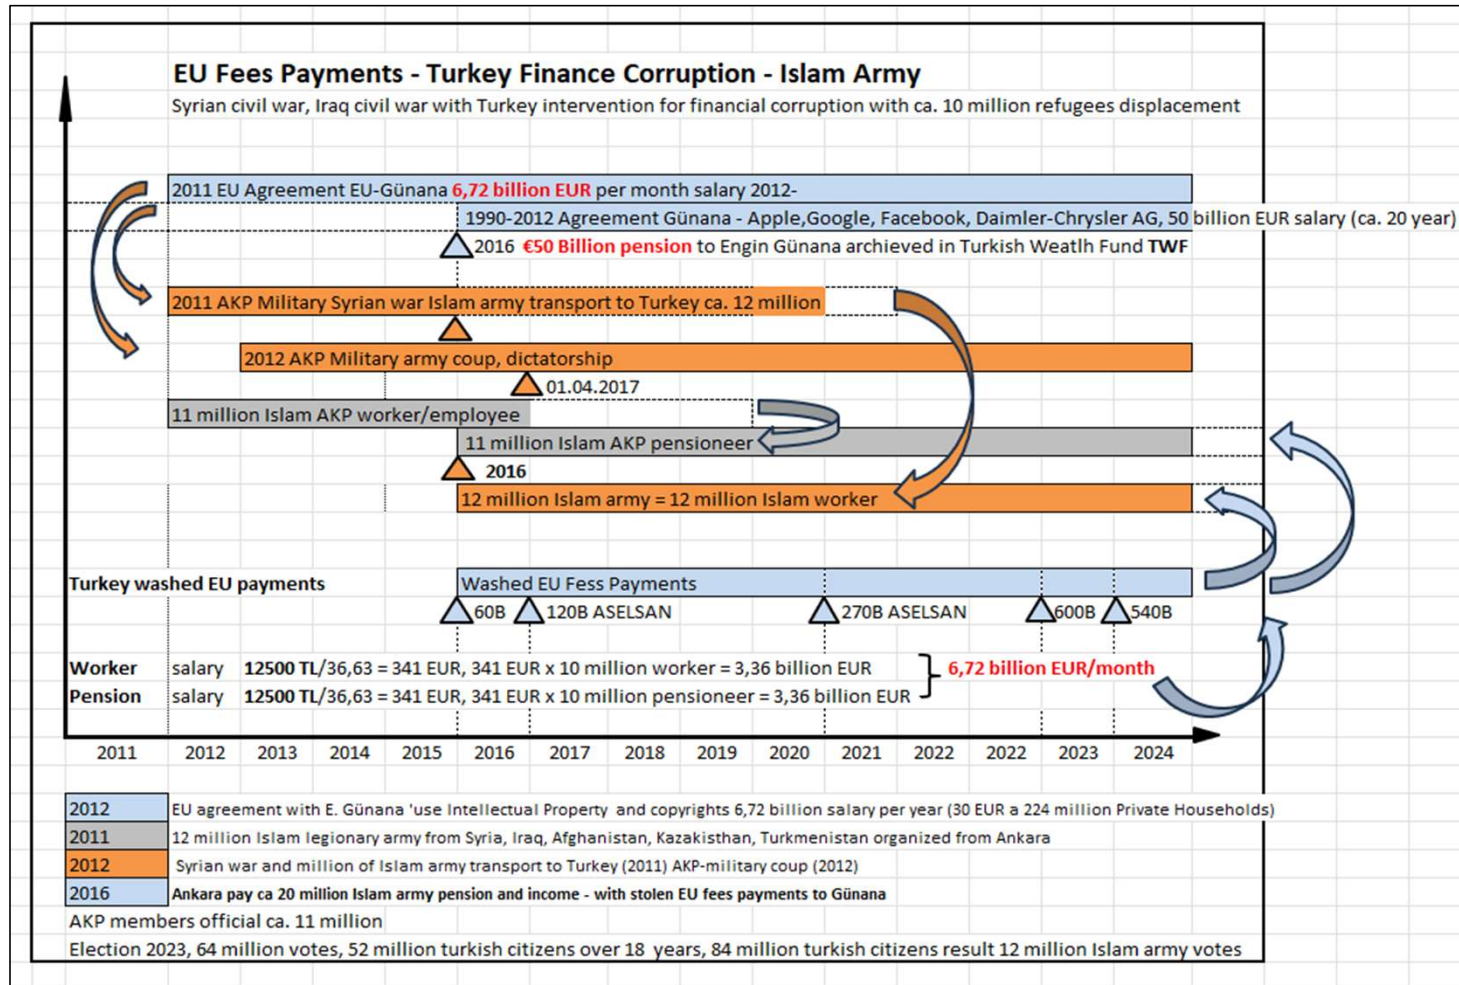 EU Fees Payments - Turkey Finance Corruption - Islam Army
Syrian civil war, Iraq civil war with Turkey intervention for financial corruption with ca. 10 million refugees displacement
2011 EU Agreement EU-Günana 6,72 billion EUR per month salary 2012-
1990-2012 Agreement Günana - Apple,Google, Facebook, Daimler-Chrysler AG, 50 billion EUR salary (ca. 20 year)
2016 €50 Billion pension to Engin Günana archieved in Turkish Weatlh Fund TWF
2011 AKP Military Syrian war Islam army transport to Turkey ca. 12 million
2012 AKP Military army coup, dictatorship
01.04.2017
11 million Islam AKP worker/employee
11 million Islam AKP pensioneer
2016
12 million Islam army = 12 million Islam worker
Turkey washed EU payments Washed EU Fess Payments
60B 120B ASELSAN 270B ASELSAN 600B 540B
Worker salary 12500 TL/36,63 = 341 EUR, 341 EUR x 10 million worker = 3,36 billion EUR 6,72 billion EUR/month
Pension salary 12500 TL/36,63 = 341 EUR, 341 EUR x 10 million pensioneer = 3,36 billion EUR
2011 2012 2013 2014 2015 2016 2017 2018 2019 2020 2021 2022 2022 2023 2024
2012 EU agreement with E. Günana 'use Intellectual Property and copyrights 6,72 billion salary per year (30 EUR a 224 million Private Households)
2011 12 million Islam legionary army from Syria, Iraq, Afghanistan, Kazakisthan, Turkmenistan organized from Ankara
2012 Syrian war and million of Islam army transport to Turkey (2011) AKP-military coup (2012)
2016 Ankara pay ca 20 million Islam army pension and income - with stolen EU fees payments to Günana
AKP members official ca. 11 million
Election 2023, 64 million votes, 52 million turkish citizens over 18 years, 84 million turkish citizens result 12 million Islam army votes